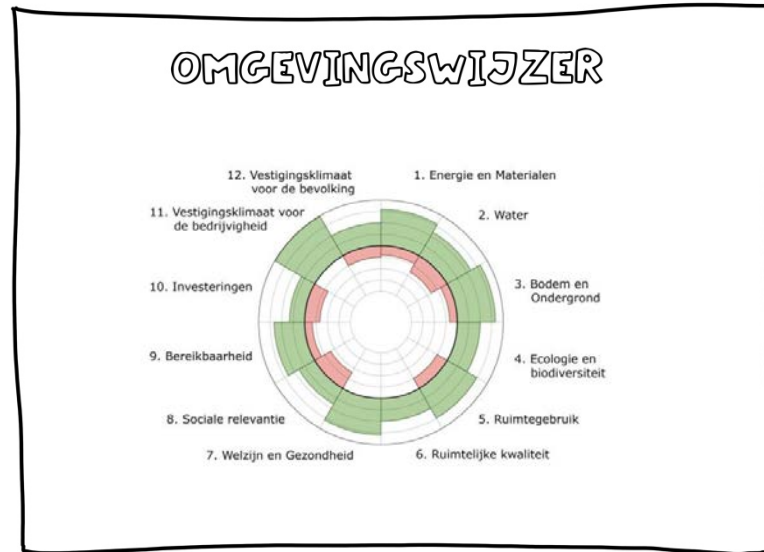 OMGEVINGSWIJZER
12. Vestigingsklimaat
voor de bevolking
1. Energie en Materialen
11. Vestigingsklimaat voor
de bedrijvigheid
2. Water
10. Investeringen
3. Bodem en
Ondergrond
9. Bereikbaarheid
4. Ecologie en
biodiversiteit
8. Sociale relevantie
5. Ruimtegebruik
7. Welzijn en Gezondheid
6. Ruimtelijke kwaliteit